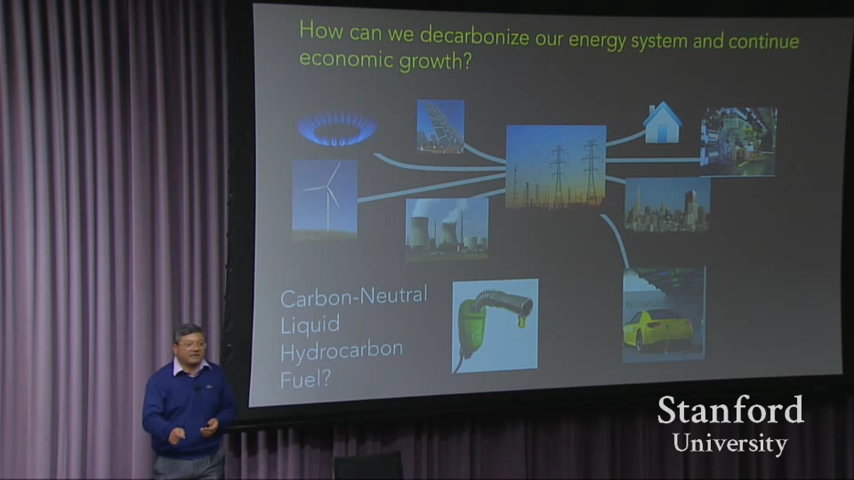 How can we decarbonize our energy system and continue
economic growth?
Carbon-Neutral
Liquid
Hydrocarbon
Fuel?
Stanford
University